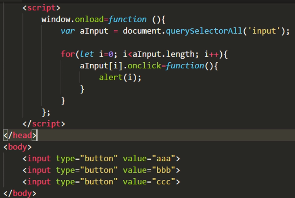 <script>
window.onload=function (){
var aInput = document.querySelectorAll('input');
for(let i=0; i<aInput.length; i++){
aInput[i].onclick=function(){
alert(i);
}
}
};
</script>
</head>
<body>
<input type="button" value="aaa">
<input type="button" value="bbb">
<input type="button" value="ccc">
</body>